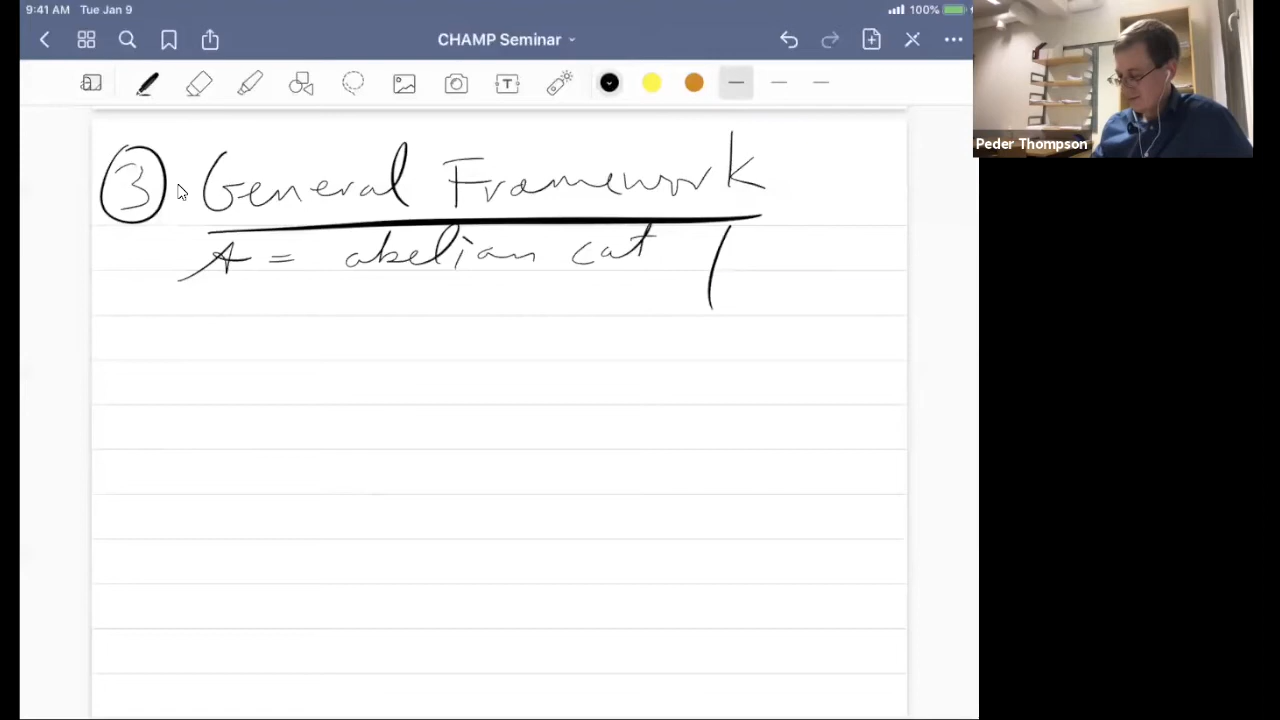 9:41 AM Tue Jan 9
100%
CHAMP Seminar
T
Peder Thompson
3. General Framework
A = abelian cat (